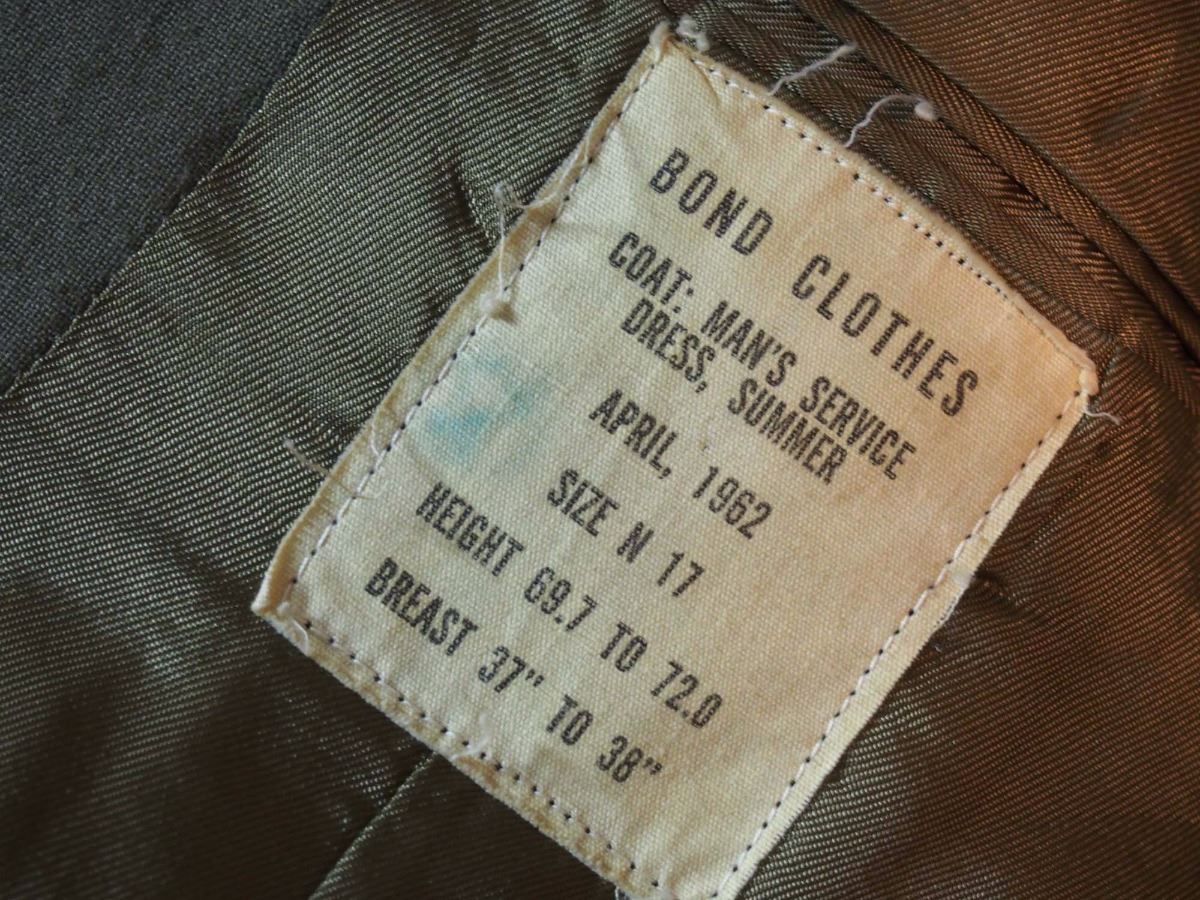 BOND CLOTHES
COAT: MAN'S SERVICE
DRESS, SUMMER
APRIL, 1962
SIZE N 17
HEIGHT 69.7 TO 72.0
BREAST 37" TO 38"